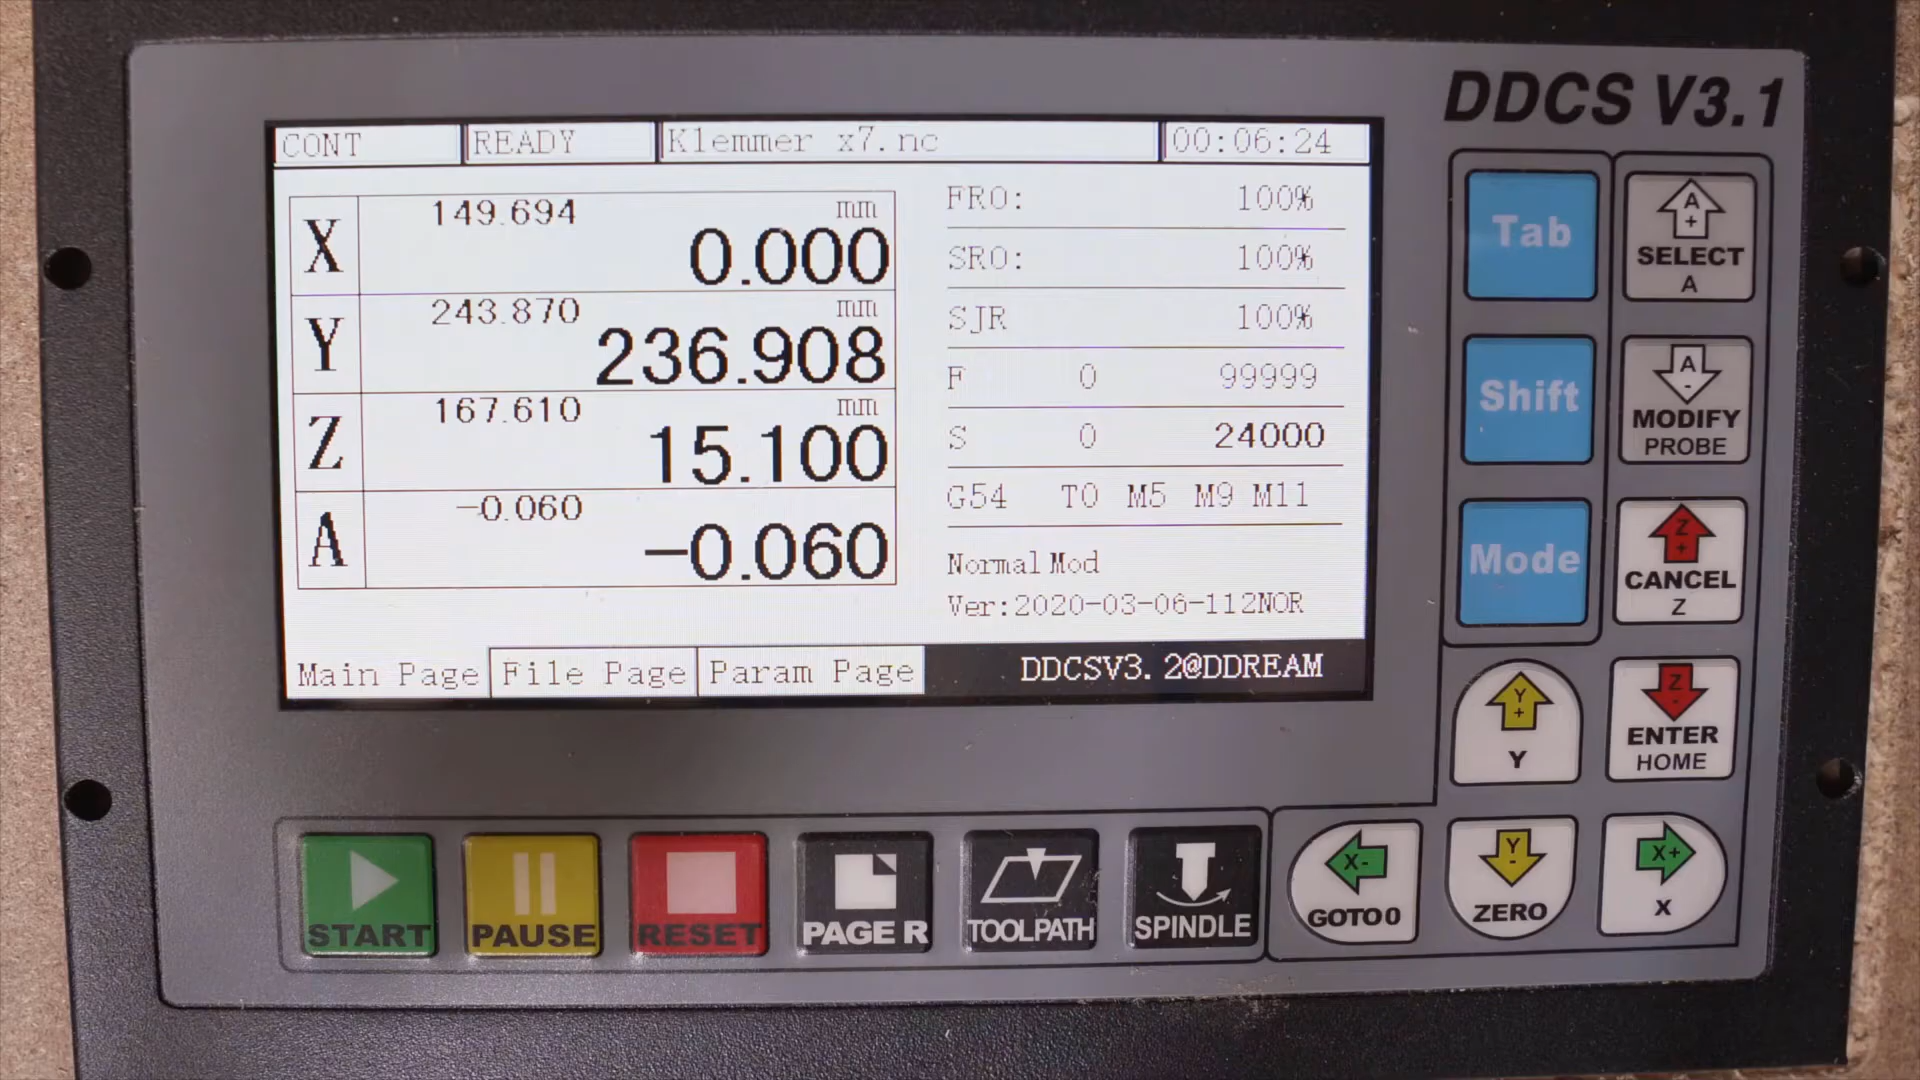 DDCS V3.1
CONT READY Klemmer x7.nc 00:06:24
X 149.694 mm 0.000
Y 243.870 mm 236.908
Z 167.610 mm 15.100
A -0.060 -0.060
FRO: 100%
SRO: 100%
SJR 100%
F 0 99999
S 0 24000
G54 T0 M5 M9 M11
Normal Mod
Ver:2020-03-06-112NOR
Main Page File Page Param Page DDCSV3.2@DDREAM
Tab
A+
SELECT
A
Shift
A-
MODIFY
PROBE
Mode
Z+
CANCEL
Z
Y+
Y
Z-
ENTER
HOME
START PAUSE RESET PAGE R TOOLPATH SPINDLE
X-
GOTO0
Y-
ZERO
X+
X